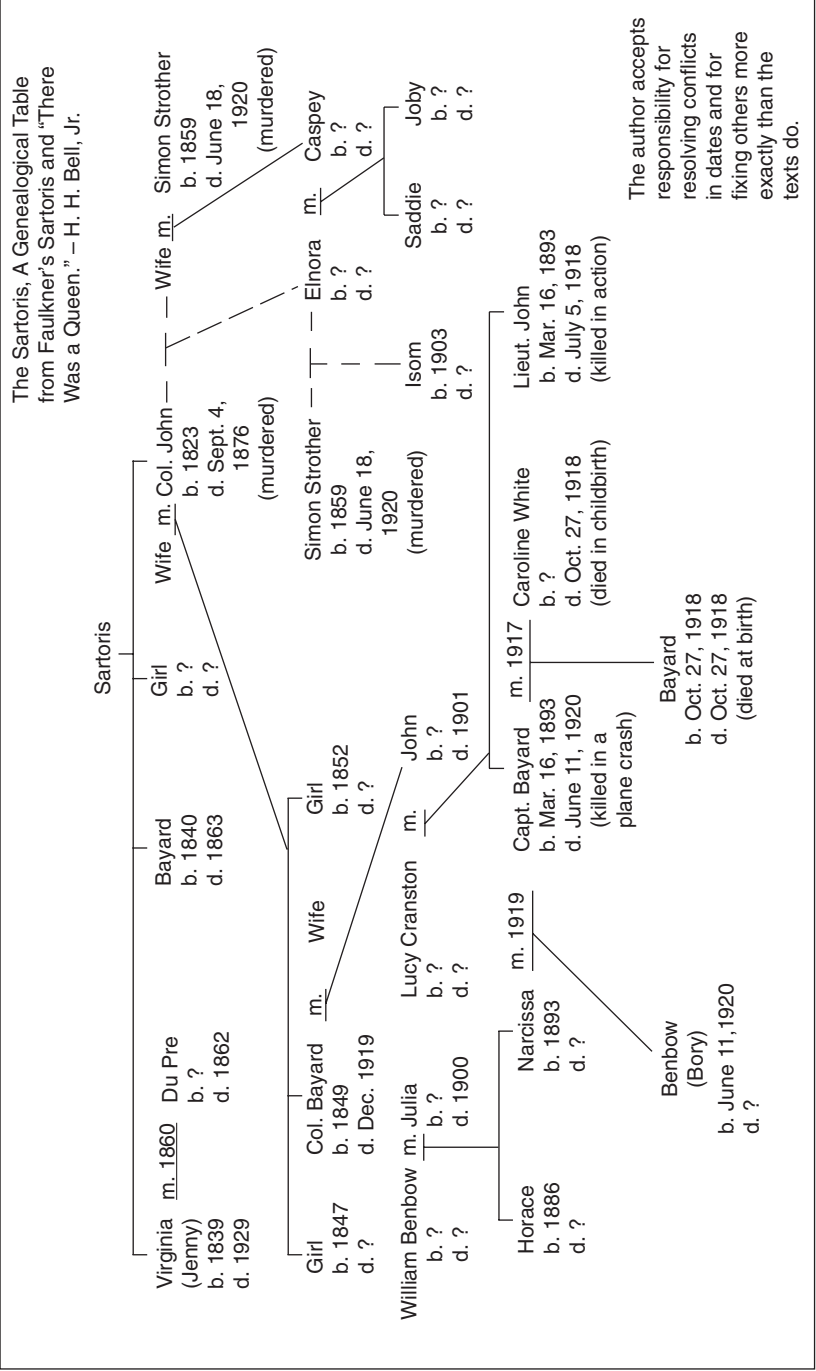 The Sartoris, A Genealogical Table
from Faulkner's Sartoris and "There
Was a Queen." – H. H. Bell, Jr.
Sartoris
Virginia
(Jenny)
b. 1839
d. 1929
m. 1860
Du Pre
b. ?
d. 1862
Bayard
b. 1840
d. 1863
Girl
b. ?
d. ?
Wife
m.
Col. John
b. 1823
d. Sept. 4,
1876
(murdered)
Wife
m.
Simon Strother
b. 1859
d. June 18,
1920
(murdered)
Girl
b. 1847
d. ?
Col. Bayard
b. 1849
d. Dec. 1919
m.
Wife
Girl
b. 1852
d. ?
Simon Strother
b. 1859
d. June 18,
1920
(murdered)
Elnora
b. ?
d. ?
m.
Caspey
b. ?
d. ?
William Benbow
b. ?
d. ?
m.
Julia
b. ?
d. 1900
Lucy Cranston
b. ?
d. ?
m.
John
b. ?
d. 1901
Isom
b. 1903
d. ?
Saddie
b. ?
d. ?
Joby
b. ?
d. ?
Horace
b. 1886
d. ?
Narcissa
b. 1893
d. ?
m. 1919
Capt. Bayard
b. Mar. 16, 1893
d. June 11, 1920
(killed in a
plane crash)
m. 1917
Caroline White
b. ?
d. Oct. 27, 1918
(died in childbirth)
Lieut. John
b. Mar. 16, 1893
d. July 5, 1918
(killed in action)
Benbow
(Bory)
b. June 11,1920
d. ?
Bayard
b. Oct. 27, 1918
d. Oct. 27, 1918
(died at birth)
The author accepts
responsibility for
resolving conflicts
in dates and for
fixing others more
exactly than the
texts do.